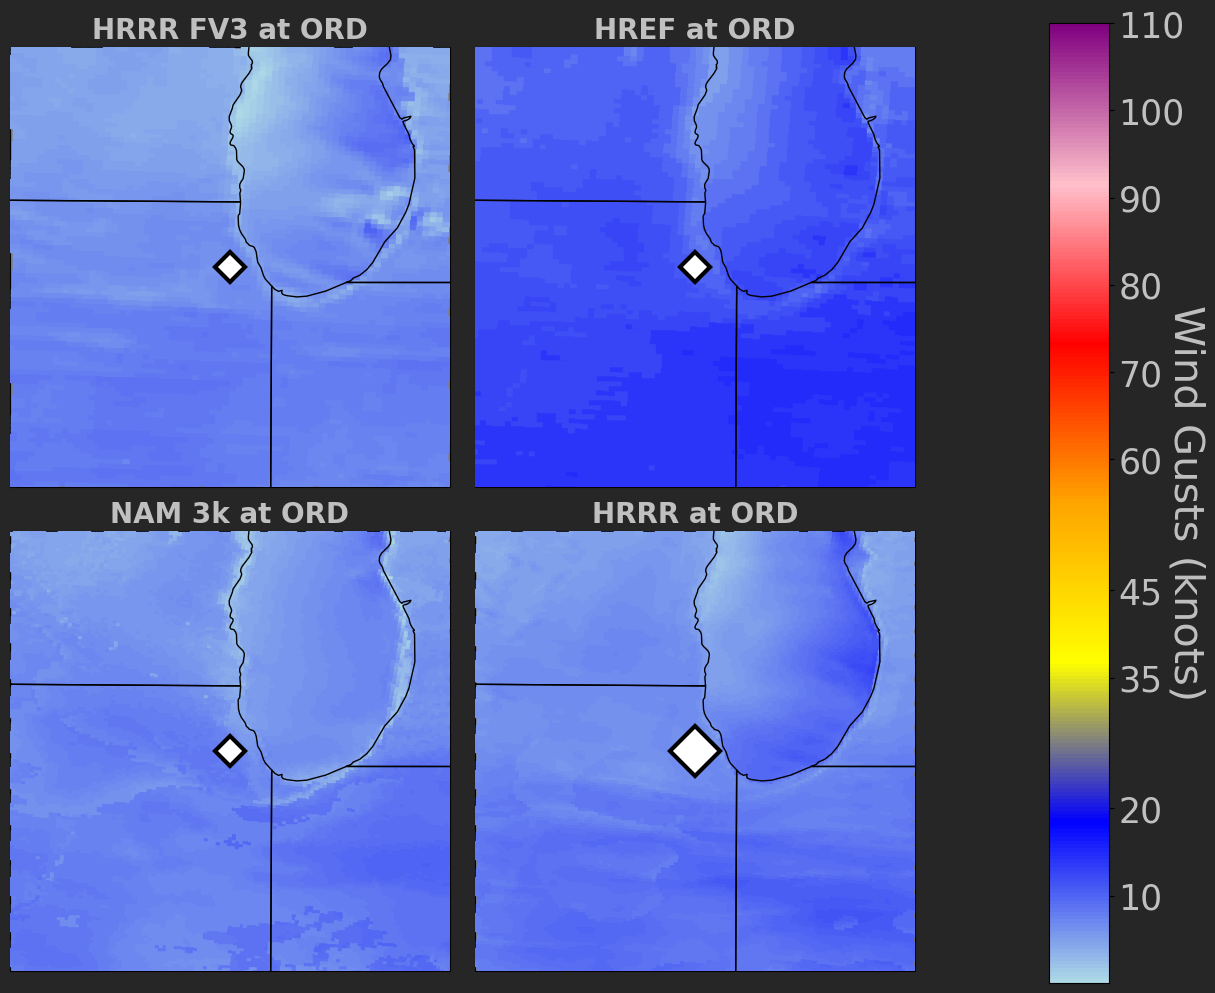 HRRR FV3 at ORD
HREF at ORD
NAM 3k at ORD
HRRR at ORD
110
100
90
80
70
60
45
35
20
10
Wind Gusts (knots)